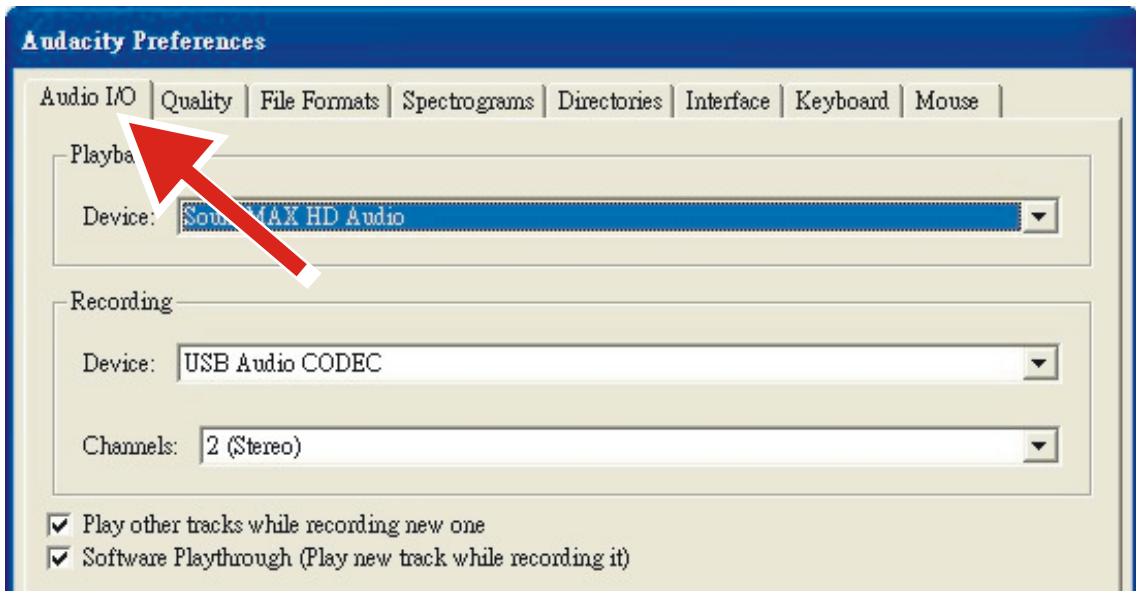 Audacity Preferences
Audio I/O Quality File Formats Spectrograms Directories Interface Keyboard Mouse
Device: MAX HD Audio
Recording
Device: USB Audio CODEC
Channels: 2 (Stereo)
Play other tracks while recording new one
Software Playthrough (Play new track while recording it)